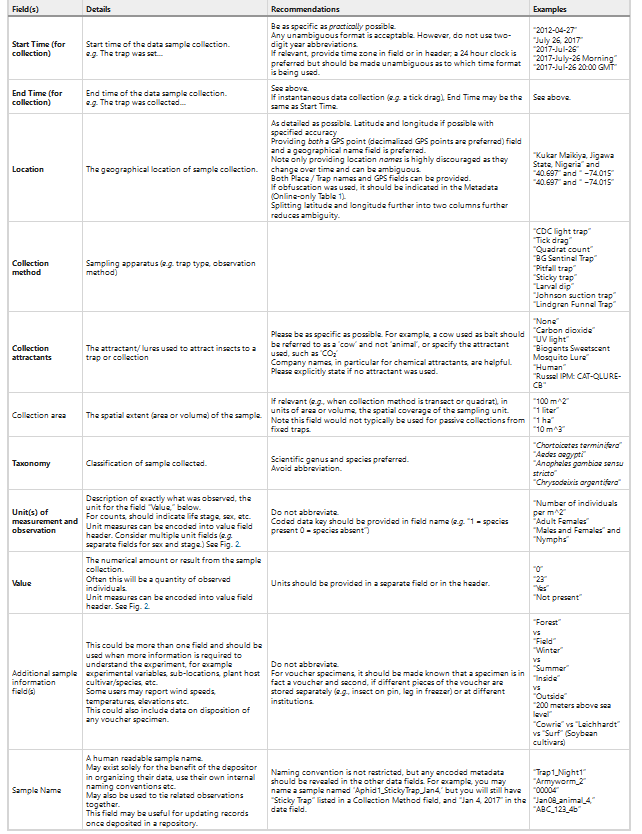 Field(s) Details Recommendations Examples
Start Time (for
collection)
Start time of the data sample collection.
e.g. The trap was set...
Be as specific as practically possible.
Any unambiguous format is acceptable. However, do not use two-
digit year abbreviations.
If relevant, provide time zone in field or in header; a 24 hour clock is
preferred but should be made unambiguous as to which time format
is being used.
"2012-04-27"
"July 26, 2017"
"2017-Jul-26"
"2017-July-26 Morning"
"2017-Jul-26 20:00 GMT"
End Time (for
collection)
End time of the data sample collection.
e.g. The trap was collected...
See above.
If instantaneous data collection (e.g. a tick drag), End Time may be the
same as Start Time.
See above.
Location
The geographical location of sample collection.
As detailed as possible. Latitude and longitude if possible with
specified accuracy
Providing both a GPS point (decimalized GPS points are preferred) field
and a geographical name field is preferred.
Note only providing location names is highly discouraged as they
change over time and can be ambiguous.
Both Place / Trap names and GPS fields can be provided.
If obfuscation was used, it should be indicated in the Metadata
(Online-only Table 1).
Splitting latitude and longitude further into two columns further
reduces ambiguity.
"Kukar Maikiya, Jigawa
State, Nigeria" and
"40.697" and " −74.015"
"40.697" and " −74.015"
Collection
method
Sampling apparatus (e.g. trap type, observation
method)
"CDC light trap"
"Tick drag"
"Quadrat count"
"BG Sentinel Trap"
"Pitfall trap"
"Sticky trap"
"Larval dip"
"Johnson suction trap"
"Lindgren Funnel Trap"
Collection
attractants
The attractant/ lures used to attract insects to a
trap or collection
Please be as specific as possible. For example, a cow used as bait should
be referred to as a 'cow' and not 'animal', or specify the attractant
used, such as 'CO₂'
Company names, in particular for chemical attractants, are helpful.
Please explicitly state if no attractant was used.
"None"
"Carbon dioxide"
"UV light"
"Biogents Sweetscent
Mosquito Lure"
"Human"
"Russel IPM: CAT-QLURE-
CB"
Collection area
The spatial extent (area or volume) of the sample.
If relevant (e.g., when collection method is transect or quadrat), in
units of area or volume, the spatial coverage of the sampling unit.
Note this field would not typically be used for passive collections from
fixed traps.
"100 m^2"
"1 liter"
"1 ha"
"10 m^3"
Taxonomy
Classification of sample collected.
Scientific genus and species preferred.
Avoid abbreviation.
"Chortoicetes terminifera"
"Aedes aegypti"
"Anopheles gambiae sensu
stricto"
"Chrysodeixis argentifera"
Unit(s) of
measurement and
observation
Description of exactly what was observed, the
unit for the field "Value," below.
For counts, should indicate life stage, sex, etc.
Unit measures can be encoded into value field
header. Consider multiple unit fields (e.g.
separate fields for sex and stage.) See Fig. 2.
Do not abbreviate.
Coded data key should be provided in field name (e.g. "1 = species
present 0 = species absent")
"Number of individuals
per m^2"
"Adult Females"
"Males and Females" and
"Nymphs"
Value
The numerical amount or result from the sample
collection.
Often this will be a quantity of observed
individuals.
Unit measures can be encoded into value field
header. See Fig. 2.
Units should be provided in a separate field or in the header.
"0"
"23"
"Yes"
"Not present"
Additional sample
information
field(s)
This could be more than one field and should be
used when more information is required to
understand the experiment, for example
experimental variables, sub-locations, plant host
cultivar/species, etc.
Some users may report wind speeds,
temperatures, elevations etc.
This could also include data on disposition of
any voucher specimen.
Do not abbreviate.
For voucher specimens, it should be made known that a specimen is in
fact a voucher and second, if different pieces of the voucher are
stored separately (e.g., insect on pin, leg in freezer) or at different
institutions.
"Forest"
vs
"Field"
"Winter"
vs
"Summer"
"Inside"
vs
"Outside"
"200 meters above sea
level"
"Cowrie" vs "Leichhardt"
vs "Surf" (Soybean
cultivars)
Sample Name
A human readable sample name.
May exist solely for the benefit of the depositor
in organizing their data, use their own internal
naming conventions etc.
May also be used to tie related observations
together.
This field may be useful for updating records
once deposited in a repository.
Naming convention is not restricted, but any encoded metadata
should be revealed in the other data fields. For example, you may
name a sample named 'Aphid1_StickyTrap_Jan4,' but you will still have
"Sticky Trap" listed in a Collection Method field, and "Jan 4, 2017" in the
date field.
"Trap1_Night1"
"Armyworm_2"
"00004"
"Jan08_animal_4,"
"ABC_123_4b"